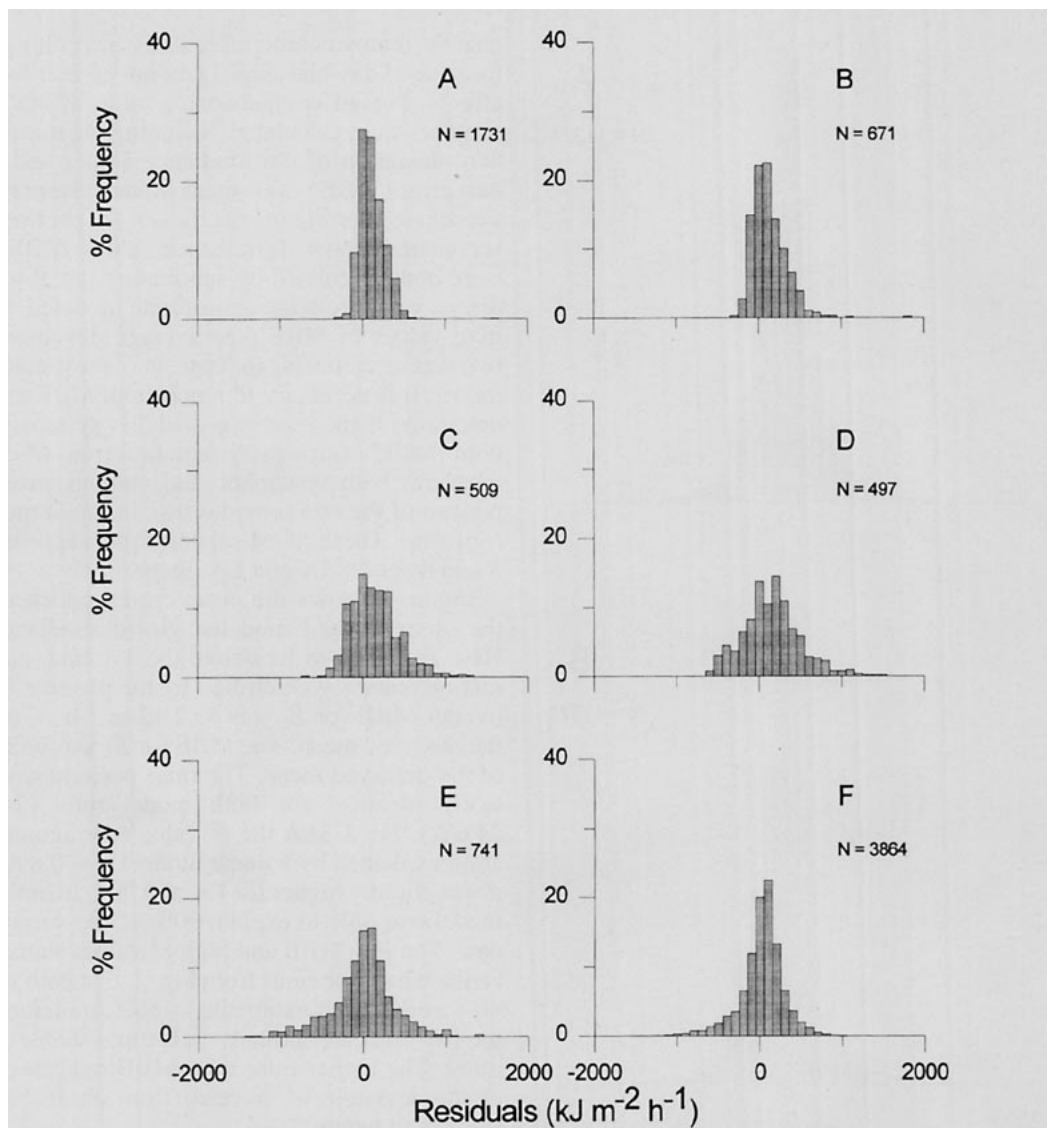 40
A
N = 1731
20
% Frequency
0
40
B
N = 671
20
0
40
C
N = 509
20
% Frequency
0
40
D
N = 497
20
0
40
E
N = 741
20
% Frequency
0
-2000
0
2000
40
F
N = 3864
20
0
-2000
0
2000
Residuals (kJ m⁻² h⁻¹)